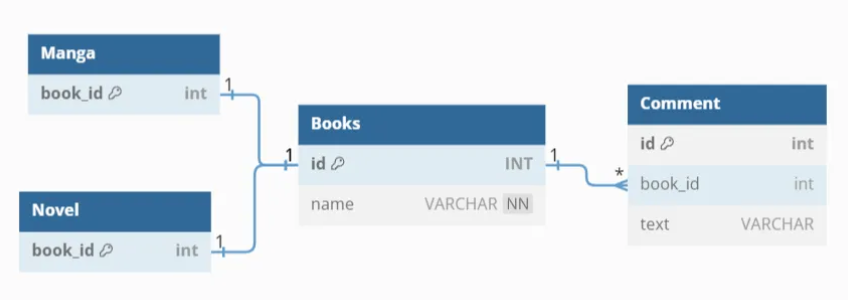 Manga
book_id int
1
Novel
book_id int
1
Books
1 id INT 1
name VARCHAR NN
Comment
id int
* book_id int
text VARCHAR